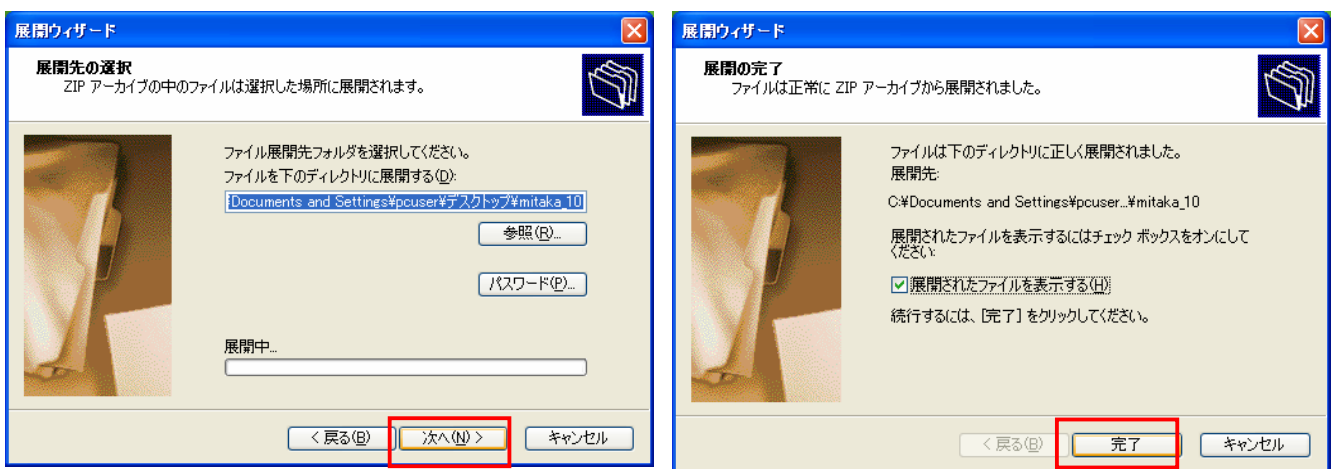 展開ウィザード
展開先の選択
ZIP アーカイブの中のファイルは選択した場所に展開されます。
ファイル展開先フォルダを選択してください。
ファイルを下のディレクトリに展開する(D):
:Documents and Settings¥pcuser¥デスクトップ¥mitaka_10
参照(R)...
パスワード(P)...
展開中...
< 戻る(B)
次へ(N) >
キャンセル
展開ウィザード
展開の完了
ファイルは正常に ZIP アーカイブから展開されました。
ファイルは下のディレクトリに正しく展開されました。
展開先:
C:¥Documents and Settings¥pcuser...¥mitaka_10
展開されたファイルを表示するにはチェック ボックスをオンにして
ください:
展開されたファイルを表示する(H)
続行するには、[完了] をクリックしてください。
< 戻る(B)
完了
キャンセル